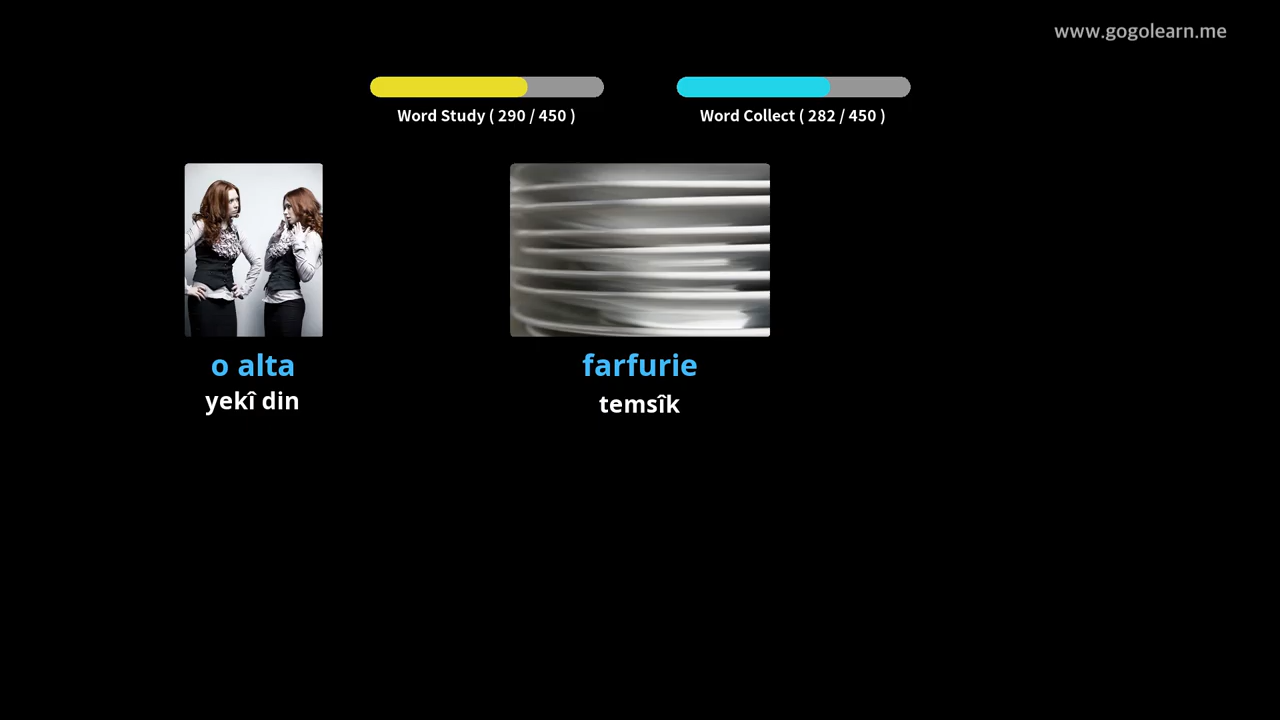 www.gogolearn.me
Word Study ( 290 / 450 )
Word Collect ( 282 / 450 )
o alta
yekî din
farfurie
temsîk